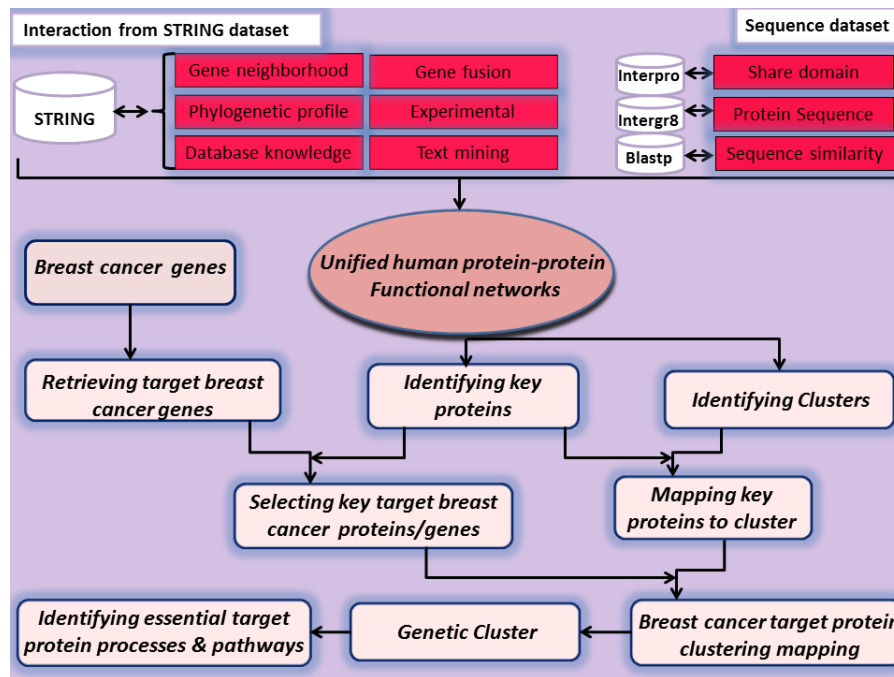 Interaction from STRING dataset
Sequence dataset
STRING
Gene neighborhood
Gene fusion
Phylogenetic profile
Experimental
Database knowledge
Text mining
Interpro
Share domain
Intergr8
Protein Sequence
Blastp
Sequence similarity
Unified human protein-protein
Functional networks
Breast cancer genes
Retrieving target breast
cancer genes
Identifying key
proteins
Identifying Clusters
Selecting key target breast
cancer proteins/genes
Mapping key
proteins to cluster
Identifying essential target
protein processes & pathways
Genetic Cluster
Breast cancer target protein
clustering mapping